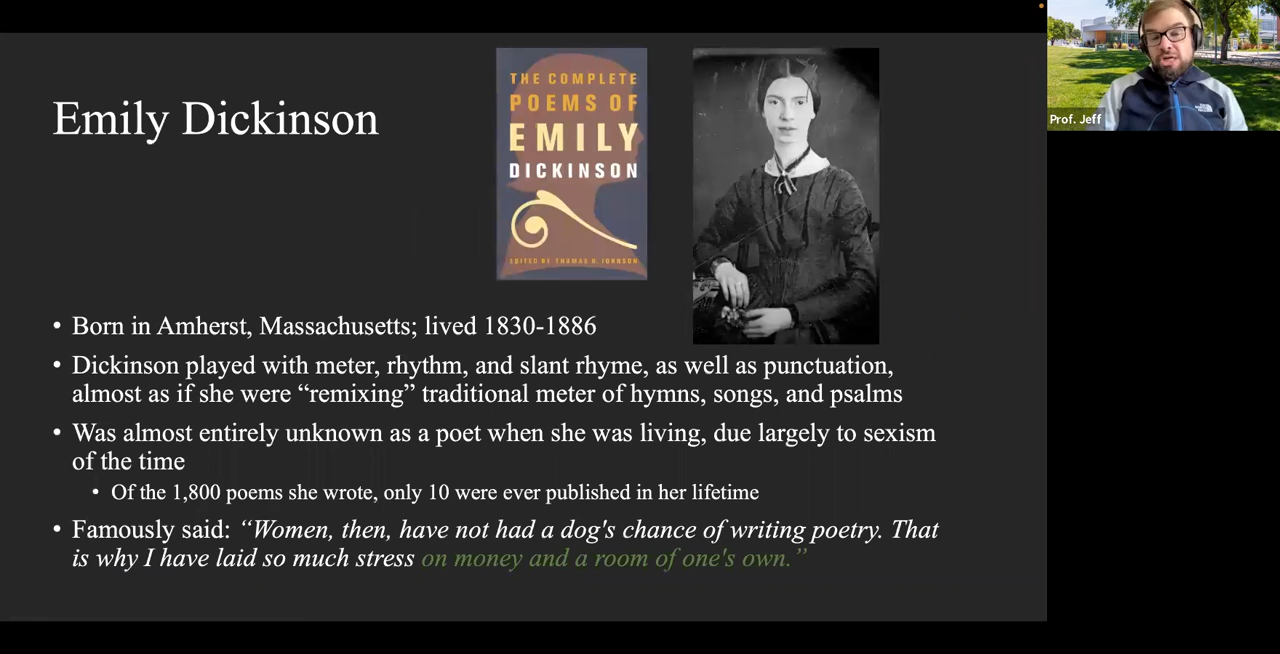 Emily Dickinson
THE COMPLETE
POEMS OF
EMILY
DICKINSON
EDITED BY THOMAS H. JOHNSON
Prof. Jeff
THE NORTH FACE
• Born in Amherst, Massachusetts; lived 1830-1886
• Dickinson played with meter, rhythm, and slant rhyme, as well as punctuation,
almost as if she were “remixing” traditional meter of hymns, songs, and psalms
• Was almost entirely unknown as a poet when she was living, due largely to sexism
of the time
• Of the 1,800 poems she wrote, only 10 were ever published in her lifetime
• Famously said: “Women, then, have not had a dog's chance of writing poetry. That
is why I have laid so much stress on money and a room of one's own.”